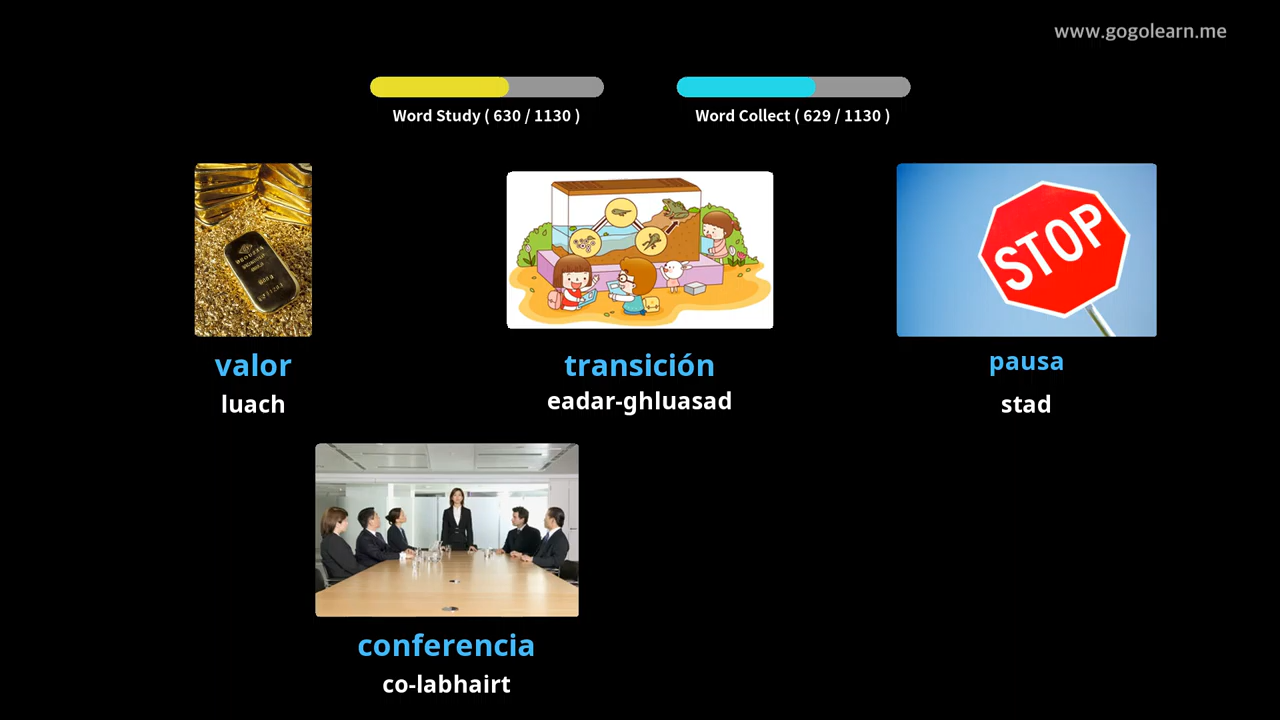 www.gogolearn.me
Word Study ( 630 / 1130 )
Word Collect ( 629 / 1130 )
STOP
valor
transición
pausa
luach
eadar-ghluasad
stad
conferencia
co-labhairt